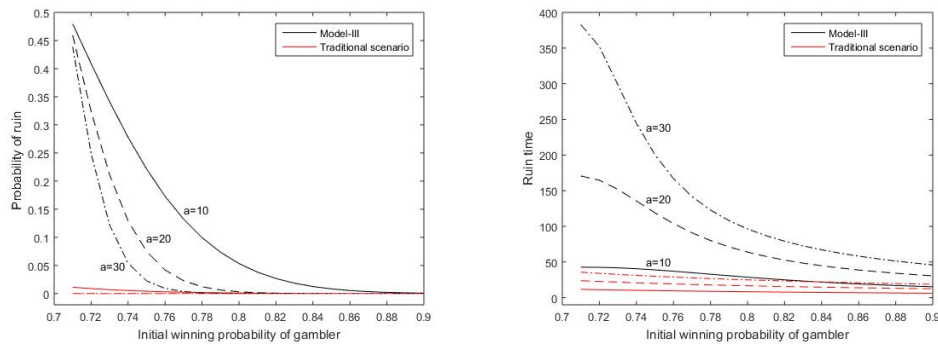 0.5
0.45
0.4
0.35
0.3
0.25
0.2
0.15
0.1
0.05
0
Probability of ruin
Model-III
Traditional scenario
a=10
a=20
a=30
0.7 0.72 0.74 0.76 0.78 0.8 0.82 0.84 0.86 0.88 0.9
Initial winning probability of gambler
400
350
300
250
200
150
100
50
0
Ruin time
Model-III
Traditional scenario
a=30
a=20
a=10
0.7 0.72 0.74 0.76 0.78 0.8 0.82 0.84 0.86 0.88 0.9
Initial winning probability of gambler